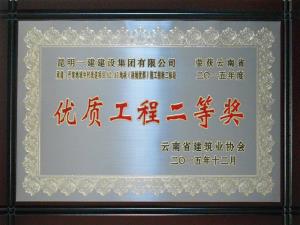 昆明一建建设集团有限公司
荣获云南省
二〇一五年度
优质工程二等奖
云南省建筑业协会
二〇一五年十二月